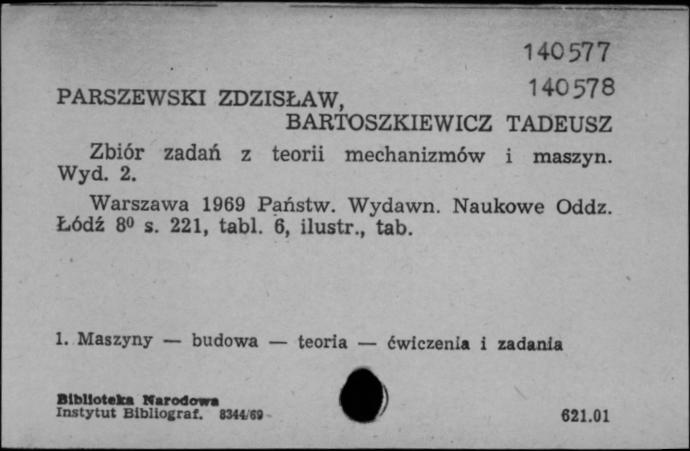 140577
140578
PARSZEWSKI ZDZISŁAW,
BARTOSZKIEWICZ TADEUSZ
Zbiór zadań z teorii mechanizmów i maszyn.
Wyd. 2.
Warszawa 1969 Państw. Wydawn. Naukowe Oddz.
Łódź 8⁰ s. 221, tabl. 6, ilustr., tab.
1. Maszyny — budowa — teoria — ćwiczenia i zadania
Biblioteka Narodowa
Instytut Bibliograf. 8344/69
621.01